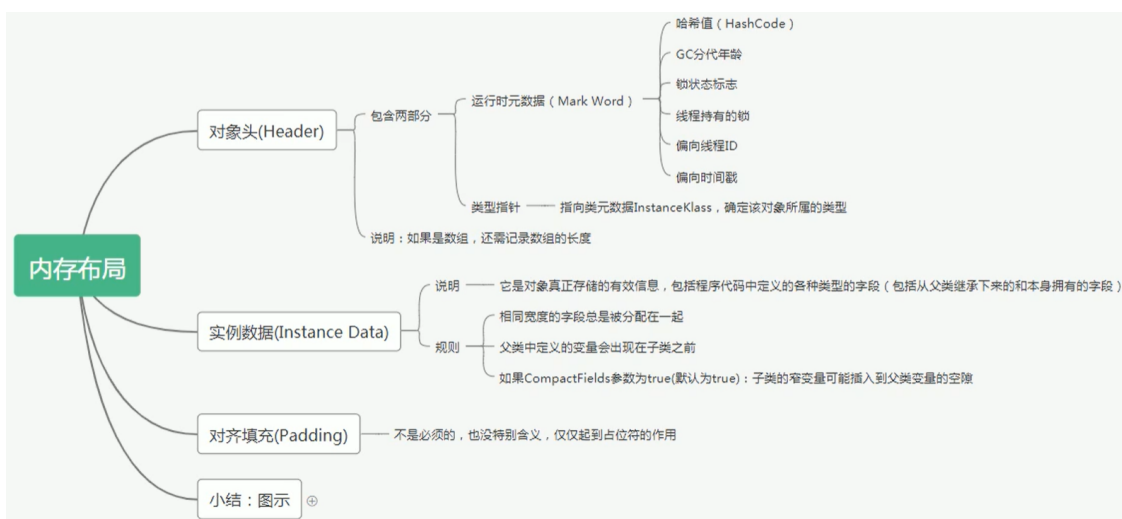 内存布局
对象头(Header)
包含两部分
运行时元数据（Mark Word）
哈希值（HashCode）
GC分代年龄
锁状态标志
线程持有的锁
偏向线程ID
偏向时间戳
类型指针
指向类元数据InstanceKlass，确定该对象所属的类型
说明：如果是数组，还需记录数组的长度
实例数据(Instance Data)
说明
它是对象真正存储的有效信息，包括程序代码中定义的各种类型的字段（包括从父类继承下来的和本身拥有的字段）
规则
相同宽度的字段总是被分配在一起
父类中定义的变量会出现在子类之前
如果CompactFields参数为true(默认为true)：子类的窄变量可能插入到父类变量的空隙
对齐填充(Padding)
不是必须的，也没特别含义，仅仅起到占位符的作用
小结：图示